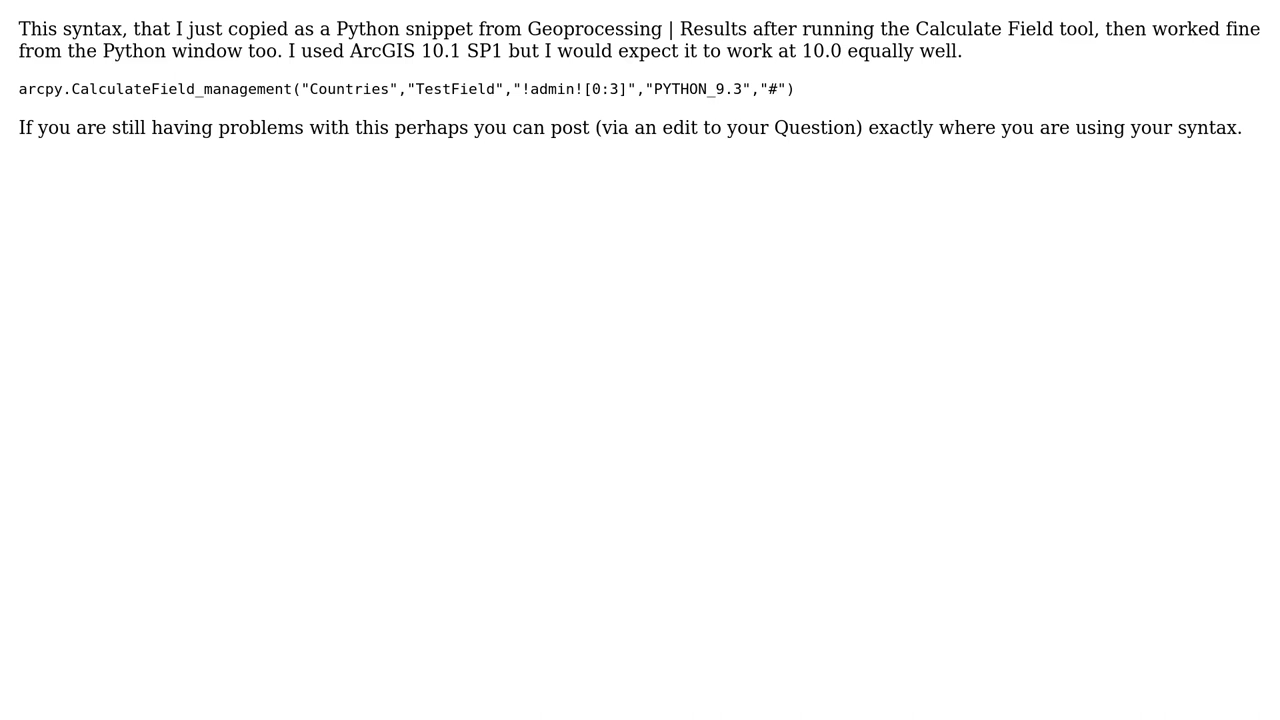 This syntax, that I just copied as a Python snippet from Geoprocessing | Results after running the Calculate Field tool, then worked fine
from the Python window too. I used ArcGIS 10.1 SP1 but I would expect it to work at 10.0 equally well.
arcpy.CalculateField_management("Countries","TestField","!admin![0:3]","PYTHON_9.3","#")
If you are still having problems with this perhaps you can post (via an edit to your Question) exactly where you are using your syntax.